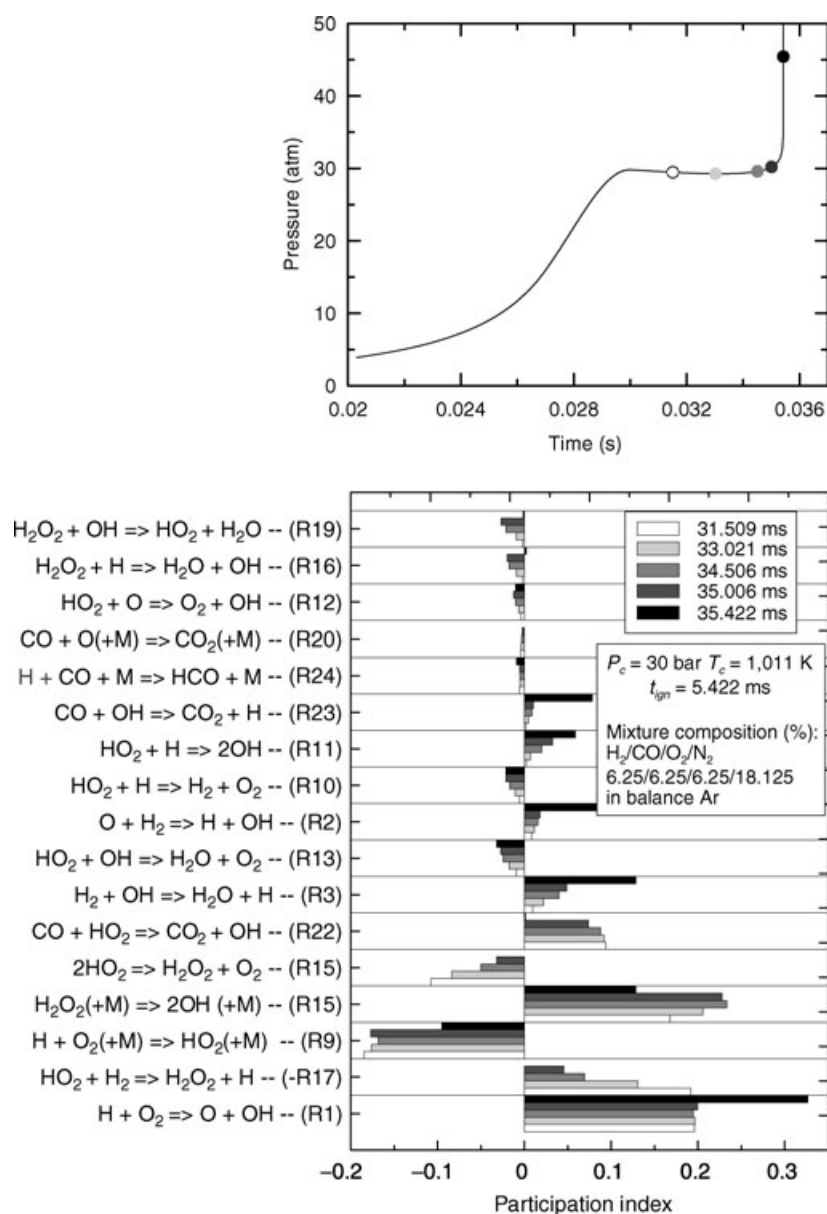 50
40
30
20
10
0
Pressure (atm)
0.02 0.024 0.028 0.032 0.036
Time (s)
H₂O₂ + OH => HO₂ + H₂O -- (R19)
H₂O₂ + H => H₂O + OH -- (R16)
HO₂ + O => O₂ + OH -- (R12)
CO + O(+M) => CO₂(+M) -- (R20)
H + CO + M => HCO + M -- (R24)
CO + OH => CO₂ + H -- (R23)
HO₂ + H => 2OH -- (R11)
HO₂ + H => H₂ + O₂ -- (R10)
O + H₂ => H + OH -- (R2)
HO₂ + OH => H₂O + O₂ -- (R13)
H₂ + OH => H₂O + H -- (R3)
CO + HO₂ => CO₂ + OH -- (R22)
2HO₂ => H₂O₂ + O₂ -- (R15)
H₂O₂(+M) => 2OH (+M) -- (R15)
H + O₂(+M) => HO₂(+M) -- (R9)
HO₂ + H₂ => H₂O₂ + H -- (-R17)
H + O₂ => O + OH -- (R1)
31.509 ms
33.021 ms
34.506 ms
35.006 ms
35.422 ms
P_c = 30 bar T_c = 1,011 K
t_ign = 5.422 ms
Mixture composition (%):
H₂/CO/O₂/N₂
6.25/6.25/6.25/18.125
in balance Ar
−0.2 −0.1 0 0.1 0.2 0.3
Participation index